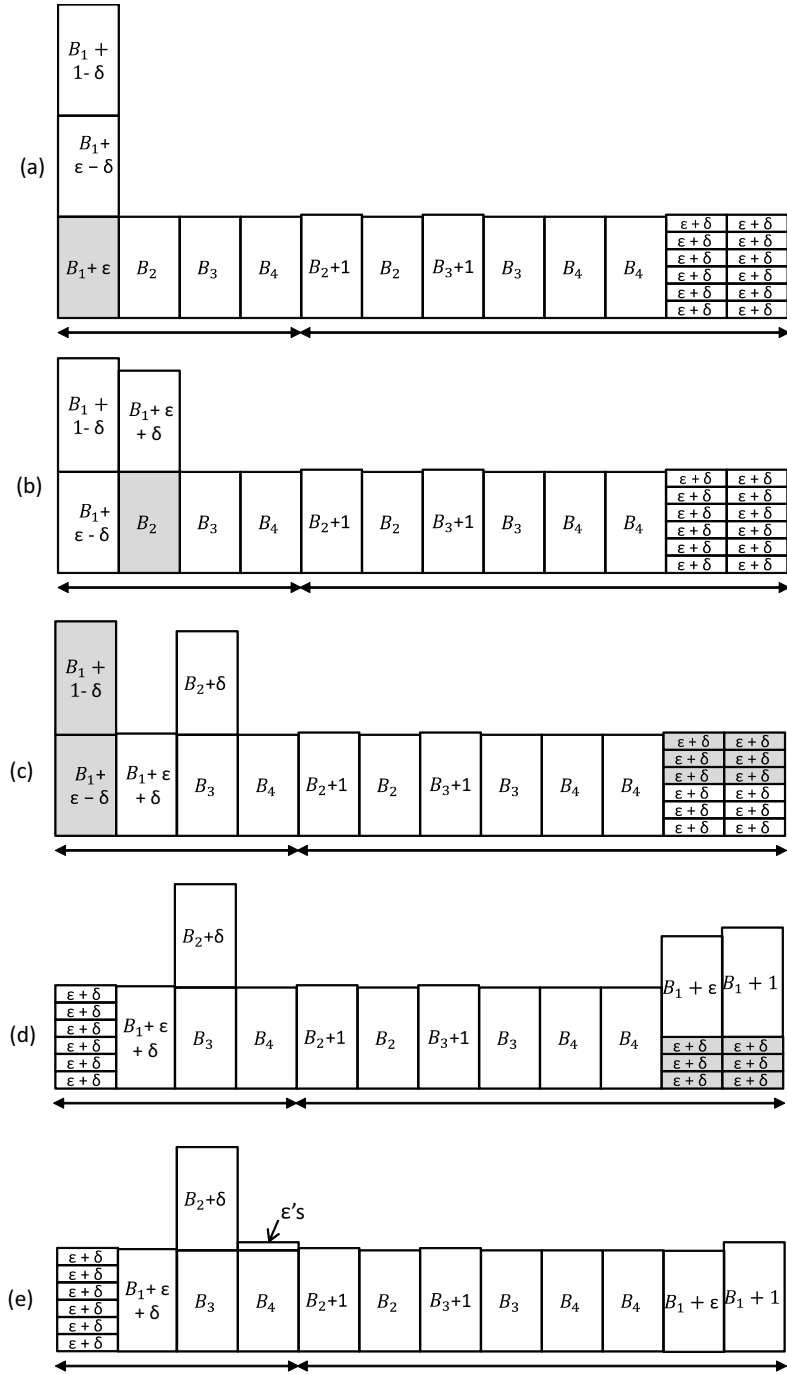 B₁ +
1- δ
B₁+
ε − δ
(a)
B₁+ ε B₂ B₃ B₄ B₂+1 B₂ B₃+1 B₃ B₄ B₄
ε + δ ε + δ
ε + δ ε + δ
ε + δ ε + δ
ε + δ ε + δ
ε + δ ε + δ
ε + δ ε + δ
B₁ +
1- δ
B₁+ ε
+ δ
(b)
B₁+
ε - δ
B₂ B₃ B₄ B₂+1 B₂ B₃+1 B₃ B₄ B₄
ε + δ ε + δ
ε + δ ε + δ
ε + δ ε + δ
ε + δ ε + δ
ε + δ ε + δ
ε + δ ε + δ
B₁ +
1- δ
B₂+δ
(c)
B₁+
ε − δ
B₁+ ε
+ δ
B₃ B₄ B₂+1 B₂ B₃+1 B₃ B₄ B₄
ε + δ ε + δ
ε + δ ε + δ
ε + δ ε + δ
ε + δ ε + δ
ε + δ ε + δ
ε + δ ε + δ
B₂+δ
B₁ + ε B₁ + 1
(d)
ε + δ
ε + δ
ε + δ
ε + δ
ε + δ
ε + δ
B₁+ ε
+ δ
B₃ B₄ B₂+1 B₂ B₃+1 B₃ B₄ B₄
ε + δ ε + δ
ε + δ ε + δ
ε + δ ε + δ
B₂+δ
ε's
(e)
ε + δ
ε + δ
ε + δ
ε + δ
ε + δ
ε + δ
B₁+ ε
+ δ
B₃ B₄ B₂+1 B₂ B₃+1 B₃ B₄ B₄ B₁ + ε B₁ + 1